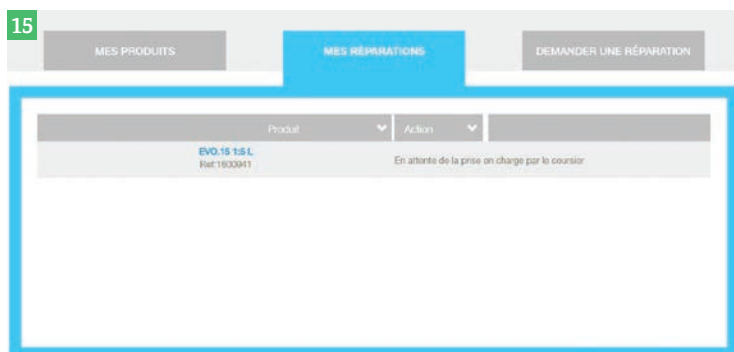 15
MES PRODUITS
MES RÉPARATIONS
DEMANDER UNE RÉPARATION
Produit Action
EVO.15 1:5 L
Ref:1600941 En attente de la prise en charge par le coursier